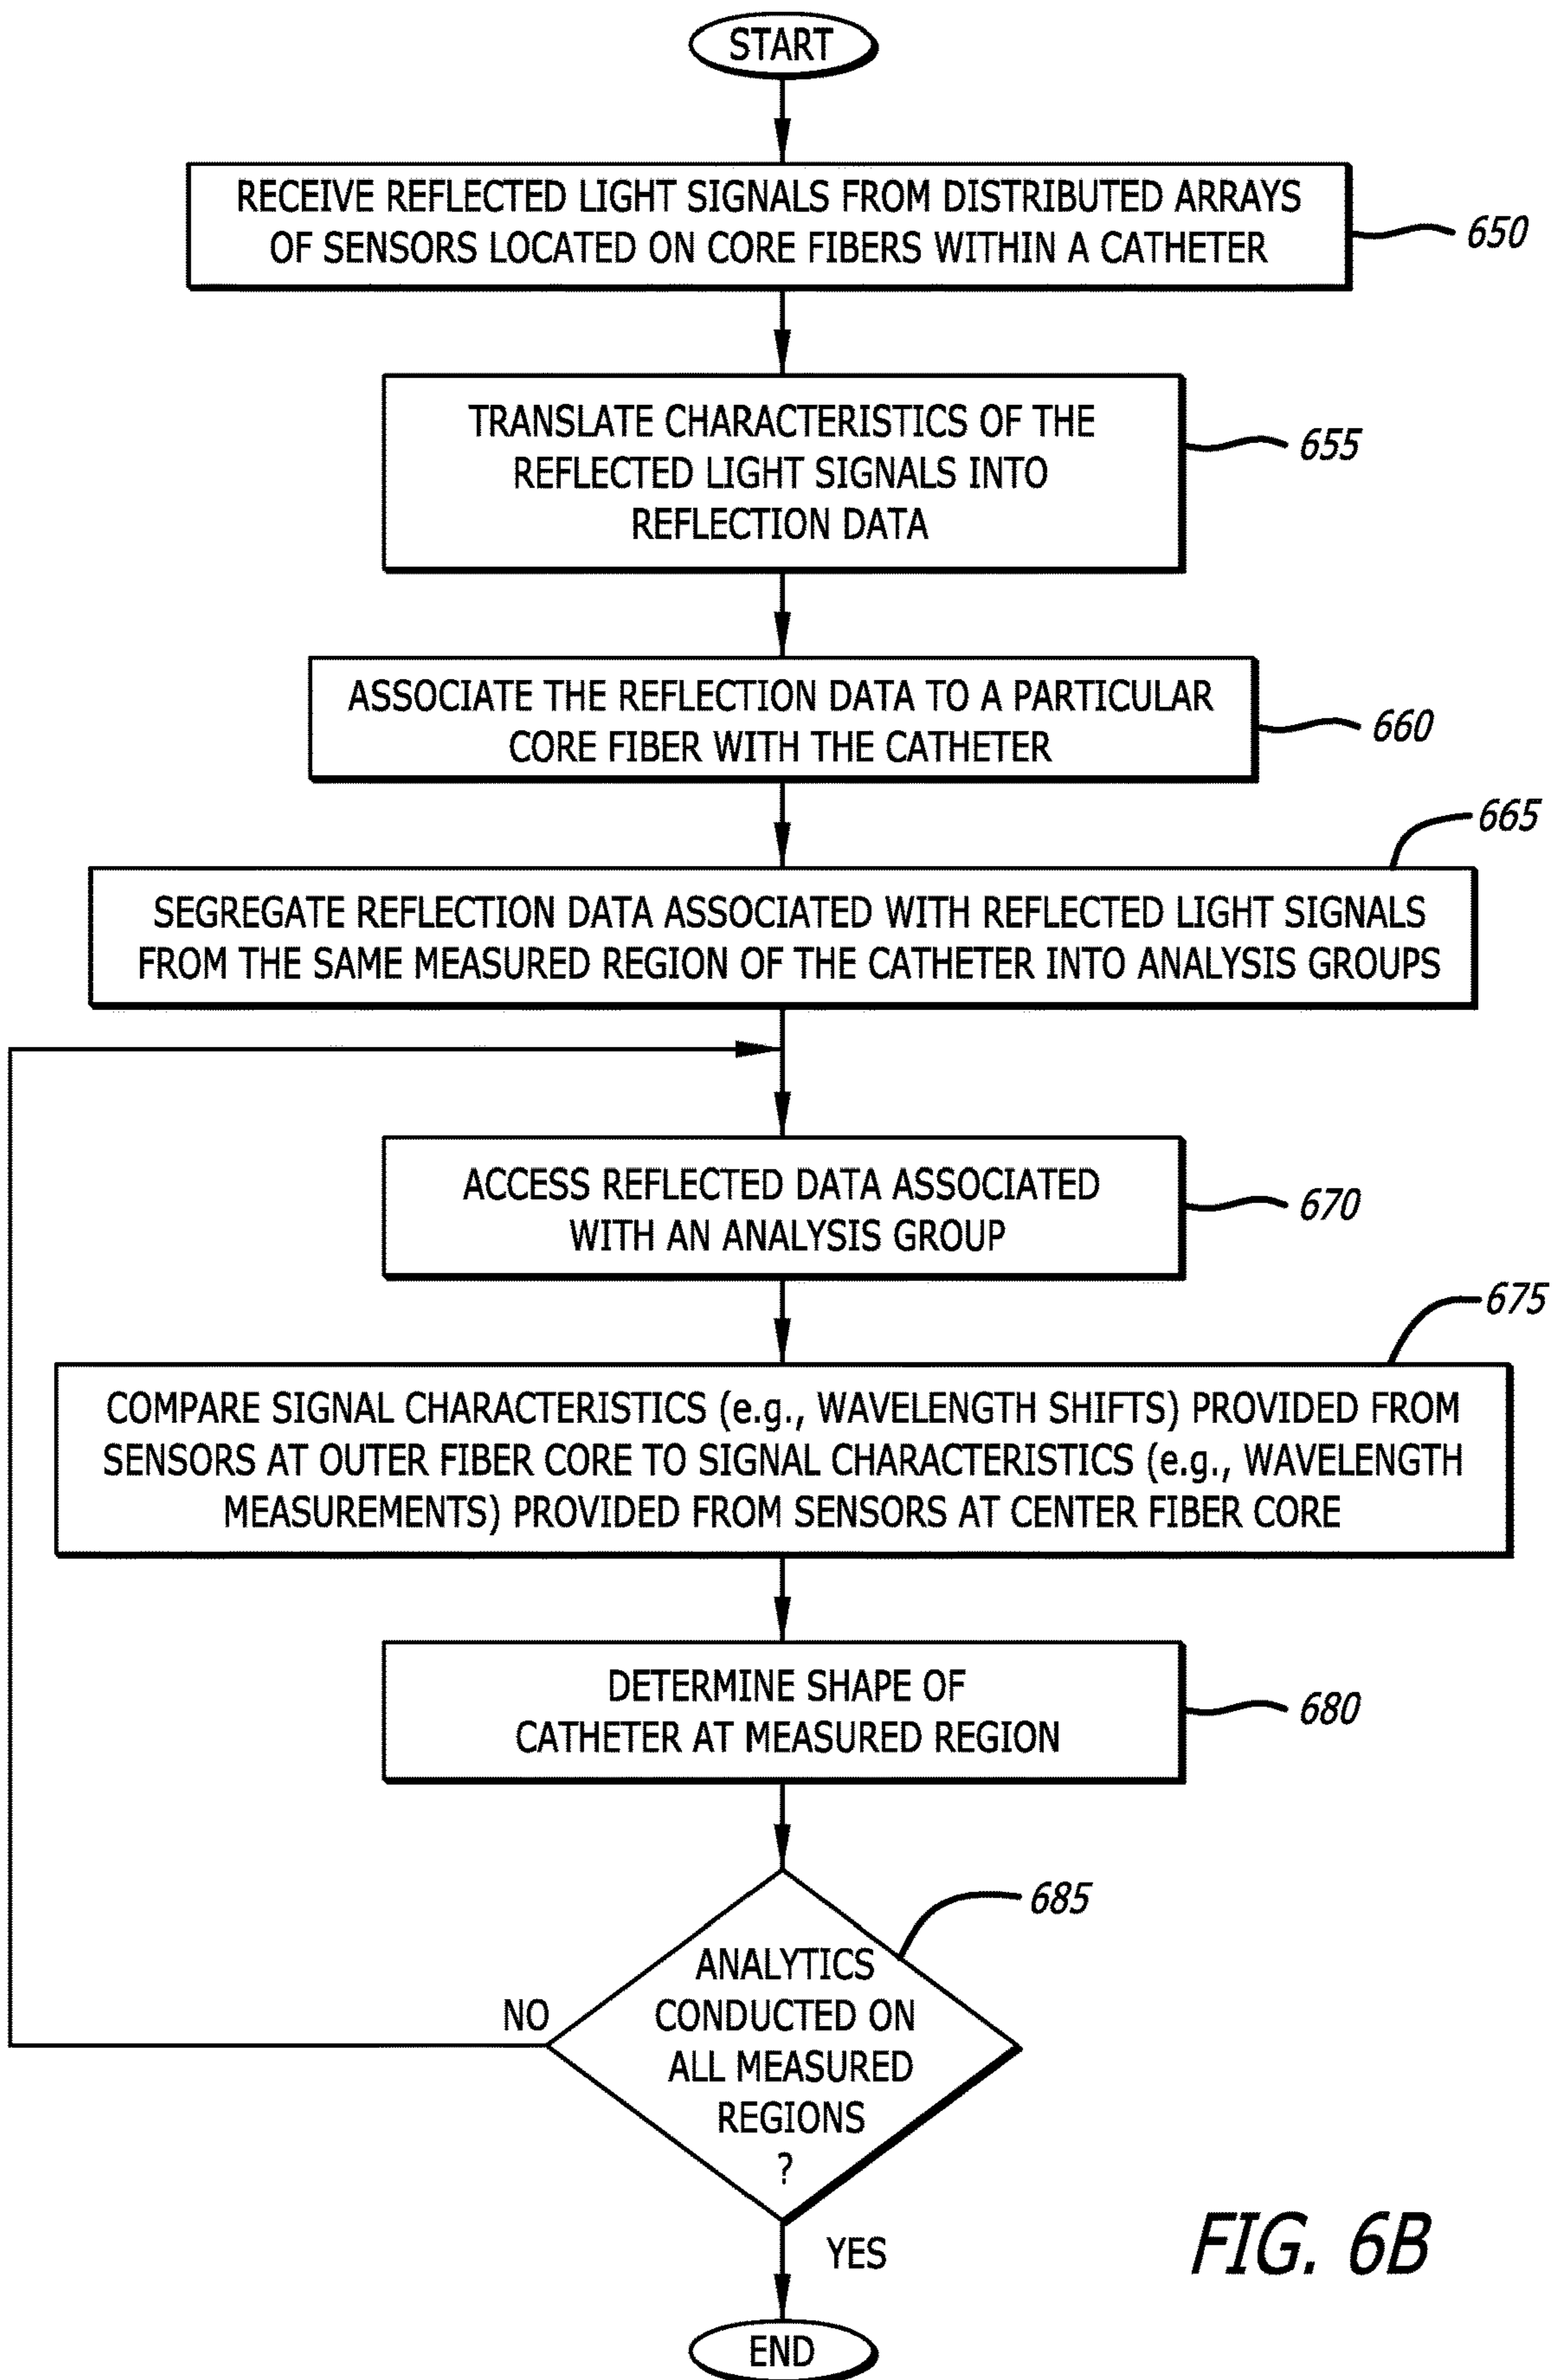 START
RECEIVE REFLECTED LIGHT SIGNALS FROM DISTRIBUTED ARRAYS
OF SENSORS LOCATED ON CORE FIBERS WITHIN A CATHETER
650
TRANSLATE CHARACTERISTICS OF THE
REFLECTED LIGHT SIGNALS INTO
REFLECTION DATA
655
ASSOCIATE THE REFLECTION DATA TO A PARTICULAR
CORE FIBER WITH THE CATHETER
660
665
SEGREGATE REFLECTION DATA ASSOCIATED WITH REFLECTED LIGHT SIGNALS
FROM THE SAME MEASURED REGION OF THE CATHETER INTO ANALYSIS GROUPS
ACCESS REFLECTED DATA ASSOCIATED
WITH AN ANALYSIS GROUP
670
675
COMPARE SIGNAL CHARACTERISTICS (e.g., WAVELENGTH SHIFTS) PROVIDED FROM
SENSORS AT OUTER FIBER CORE TO SIGNAL CHARACTERISTICS (e.g., WAVELENGTH
MEASUREMENTS) PROVIDED FROM SENSORS AT CENTER FIBER CORE
DETERMINE SHAPE OF
CATHETER AT MEASURED REGION
680
685
ANALYTICS
CONDUCTED ON
ALL MEASURED
REGIONS
?
NO
YES
END
FIG. 6B